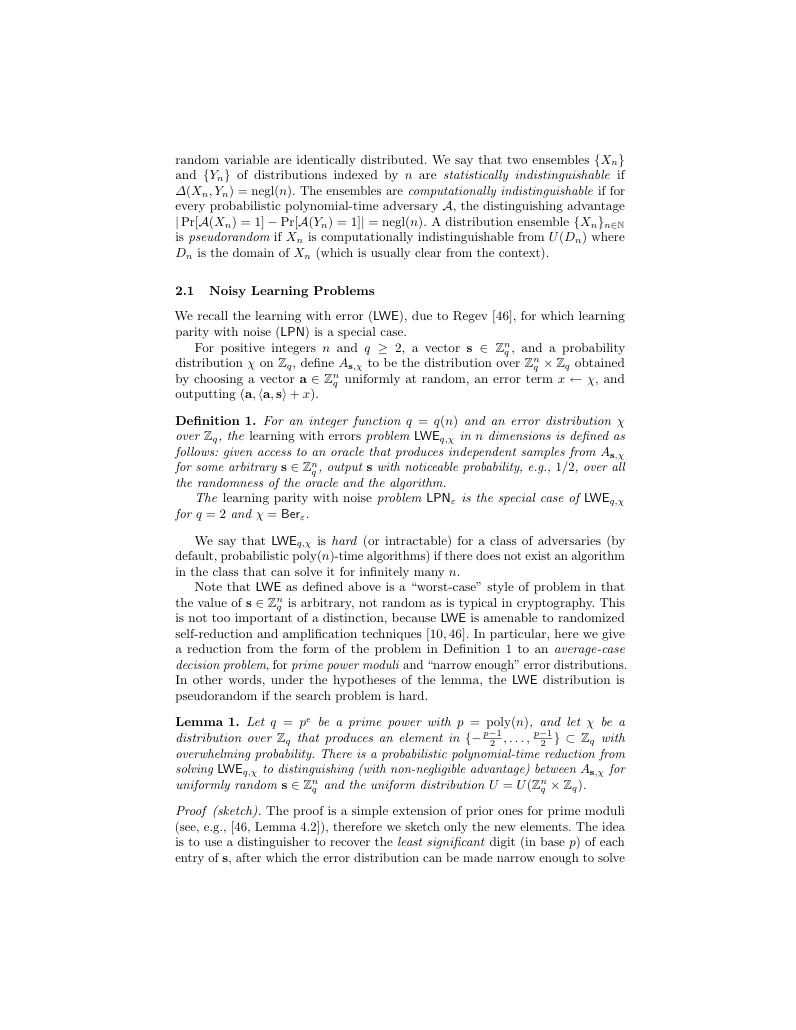 random variable are identically distributed. We say that two ensembles {Xₙ}
and {Yₙ} of distributions indexed by n are statistically indistinguishable if
Δ(Xₙ, Yₙ) = negl(n). The ensembles are computationally indistinguishable if for
every probabilistic polynomial-time adversary 𝒜, the distinguishing advantage
| Pr[𝒜(Xₙ) = 1] − Pr[𝒜(Yₙ) = 1]| = negl(n). A distribution ensemble {Xₙ}_{n∈ℕ}
is pseudorandom if Xₙ is computationally indistinguishable from U(Dₙ) where
Dₙ is the domain of Xₙ (which is usually clear from the context).
2.1 Noisy Learning Problems
We recall the learning with error (LWE), due to Regev [46], for which learning
parity with noise (LPN) is a special case.
For positive integers n and q ≥ 2, a vector s ∈ ℤ_q^n, and a probability
distribution χ on ℤ_q, define A_{s,χ} to be the distribution over ℤ_q^n × ℤ_q obtained
by choosing a vector a ∈ ℤ_q^n uniformly at random, an error term x ← χ, and
outputting (a, ⟨a, s⟩ + x).
Definition 1. For an integer function q = q(n) and an error distribution χ
over ℤ_q, the learning with errors problem LWE_{q,χ} in n dimensions is defined as
follows: given access to an oracle that produces independent samples from A_{s,χ}
for some arbitrary s ∈ ℤ_q^n, output s with noticeable probability, e.g., 1/2, over all
the randomness of the oracle and the algorithm.
The learning parity with noise problem LPN_ε is the special case of LWE_{q,χ}
for q = 2 and χ = Ber_ε.
We say that LWE_{q,χ} is hard (or intractable) for a class of adversaries (by
default, probabilistic poly(n)-time algorithms) if there does not exist an algorithm
in the class that can solve it for infinitely many n.
Note that LWE as defined above is a “worst-case” style of problem in that
the value of s ∈ ℤ_q^n is arbitrary, not random as is typical in cryptography. This
is not too important of a distinction, because LWE is amenable to randomized
self-reduction and amplification techniques [10, 46]. In particular, here we give
a reduction from the form of the problem in Definition 1 to an average-case
decision problem, for prime power moduli and “narrow enough” error distributions.
In other words, under the hypotheses of the lemma, the LWE distribution is
pseudorandom if the search problem is hard.
Lemma 1. Let q = p^e be a prime power with p = poly(n), and let χ be a
distribution over ℤ_q that produces an element in {−\frac{p−1}{2}, . . . , \frac{p−1}{2}} ⊂ ℤ_q with
overwhelming probability. There is a probabilistic polynomial-time reduction from
solving LWE_{q,χ} to distinguishing (with non-negligible advantage) between A_{s,χ} for
uniformly random s ∈ ℤ_q^n and the uniform distribution U = U(ℤ_q^n × ℤ_q).
Proof (sketch). The proof is a simple extension of prior ones for prime moduli
(see, e.g., [46, Lemma 4.2]), therefore we sketch only the new elements. The idea
is to use a distinguisher to recover the least significant digit (in base p) of each
entry of s, after which the error distribution can be made narrow enough to solve